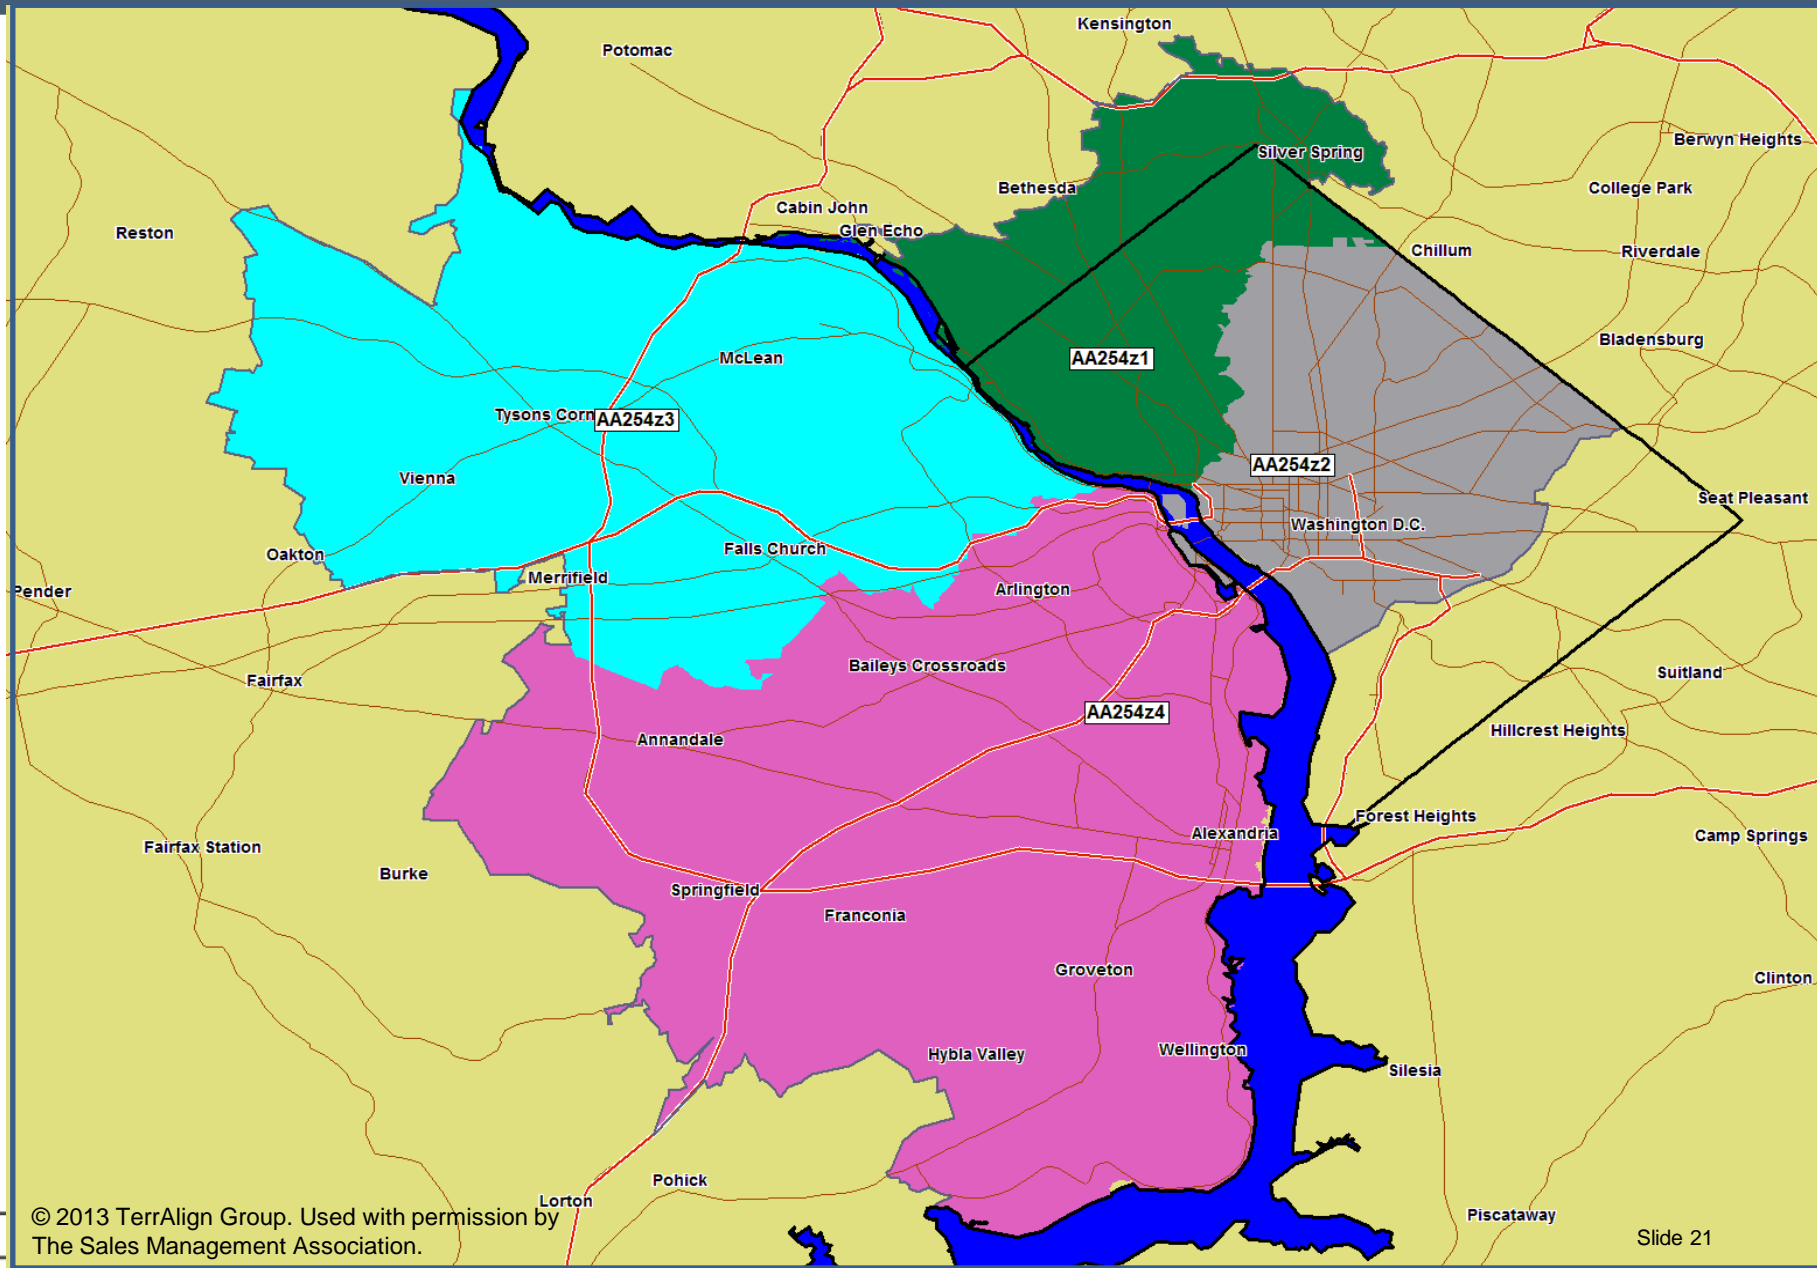 Kensington
Potomac
Berwyn Heights
Silver Spring
Bethesda
College Park
Cabin John
Reston
Glen Echo
Chillum
Riverdale
Bladensburg
McLean
AA254z1
Tysons Corn
AA254z3
AA254z2
Vienna
Seat Pleasant
Washington D.C.
Oakton
Falls Church
Merrifield
Pender
Arlington
Baileys Crossroads
Suitland
Fairfax
AA254z4
Hillcrest Heights
Annandale
Forest Heights
Alexandria
Camp Springs
Fairfax Station
Burke
Springfield
Franconia
Groveton
Clinton
Wellington
Hybla Valley
Silesia
Pohick
Lorton
Piscataway
© 2013 TerrAlign Group. Used with permission by
The Sales Management Association.
Slide 21